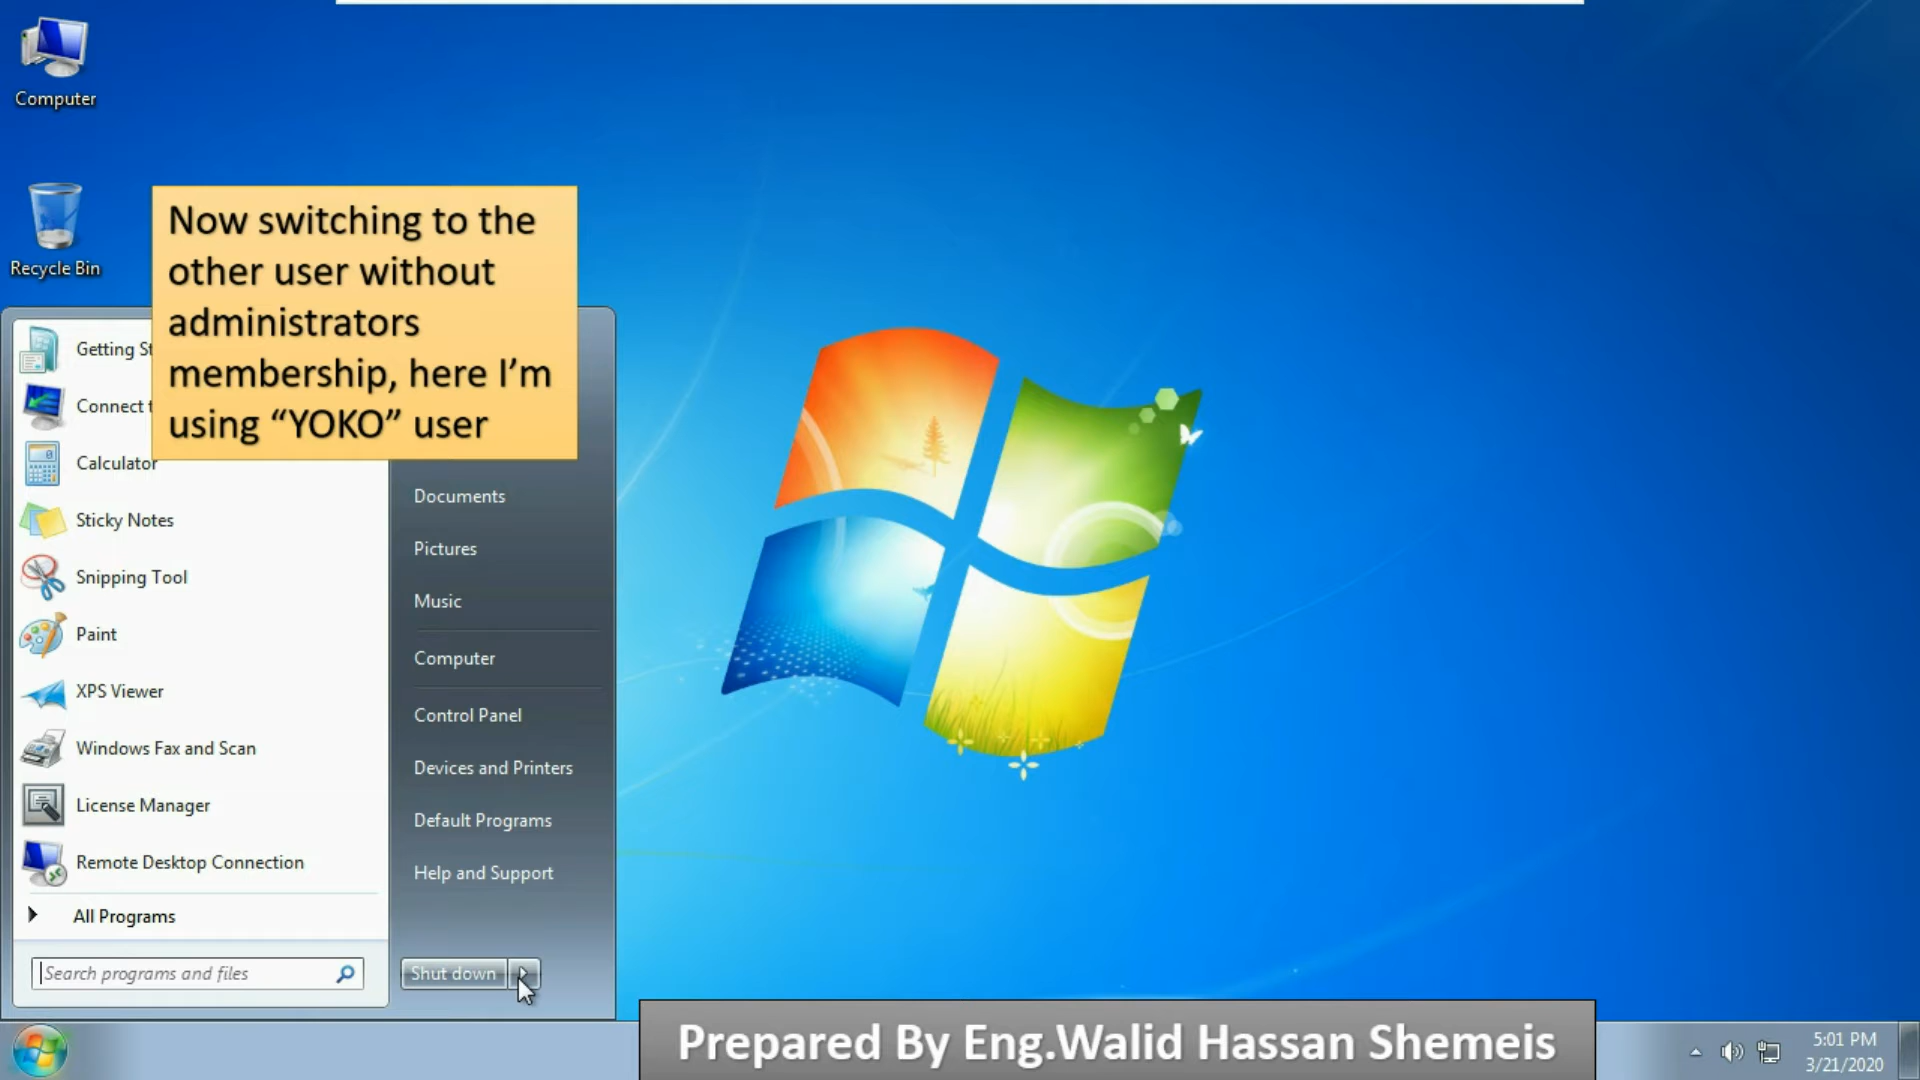 Computer
Recycle Bin
Now switching to the
other user without
administrators
membership, here I’m
using “YOKO” user
Getting St
Connect t
Calculator
Sticky Notes
Snipping Tool
Paint
XPS Viewer
Windows Fax and Scan
License Manager
Remote Desktop Connection
All Programs
Search programs and files
Documents
Pictures
Music
Computer
Control Panel
Devices and Printers
Default Programs
Help and Support
Shut down
Prepared By Eng.Walid Hassan Shemeis
5:01 PM
3/21/2020